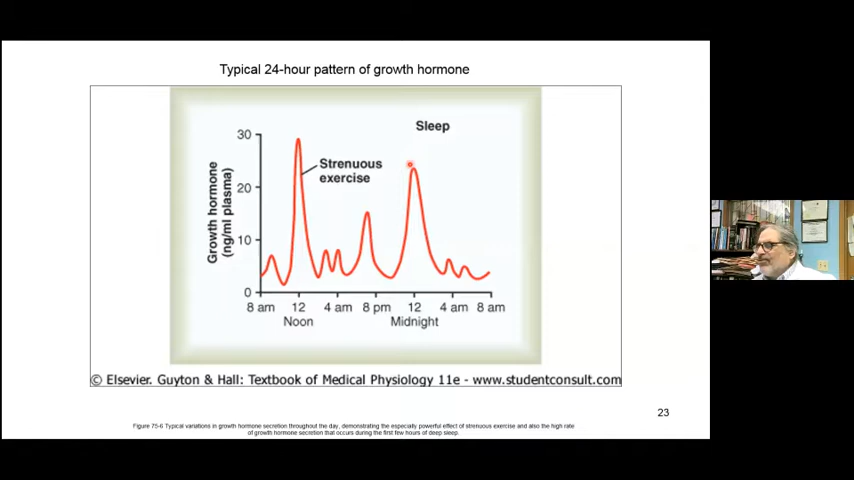 Typical 24-hour pattern of growth hormone
Sleep
30
Strenuous
exercise
20
10
0
Growth hormone
(ng/ml plasma)
8 am 12 4 am 8 pm 12 4 am 8 am
Noon Midnight
© Elsevier. Guyton & Hall: Textbook of Medical Physiology 11e - www.studentconsult.com
23
Figure 75-6 Typical variations in growth hormone secretion throughout the day, demonstrating the especially powerful effect of strenuous exercise and also the high rate
of growth hormone secretion that occurs during the first few hours of deep sleep.